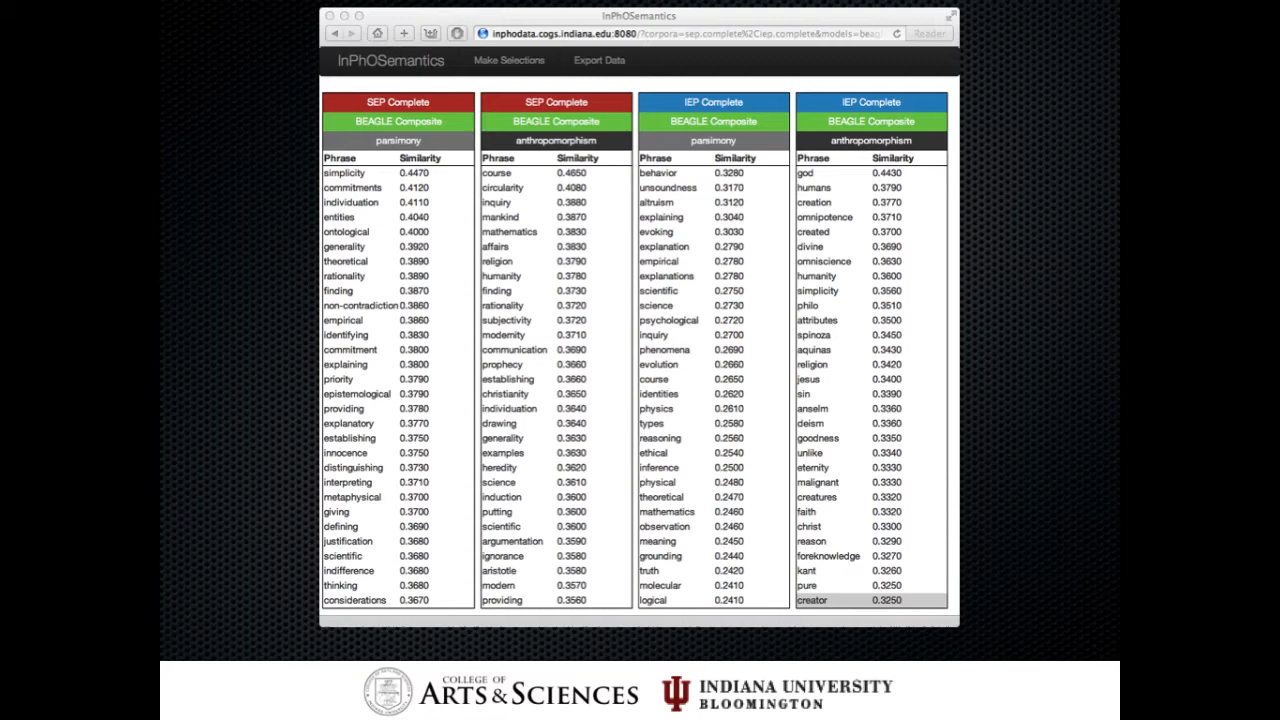 InPhOSemantics
inphodata.cogs.indiana.edu:8080/?corpora=sep.complete%2Ciep.complete&models=beag
Reader
InPhOSemantics Make Selections Export Data
SEP Complete SEP Complete IEP Complete IEP Complete
BEAGLE Composite BEAGLE Composite BEAGLE Composite BEAGLE Composite
parsimony anthropomorphism parsimony anthropomorphism
Phrase Similarity Phrase Similarity Phrase Similarity Phrase Similarity
simplicity 0.4470 course 0.4650 behavior 0.3280 god 0.4430
commitments 0.4120 circularity 0.4080 unsoundness 0.3170 humans 0.3790
individuation 0.4110 inquiry 0.3880 altruism 0.3120 creation 0.3770
entities 0.4040 mankind 0.3870 explaining 0.3040 omnipotence 0.3710
ontological 0.4000 mathematics 0.3830 evoking 0.3030 created 0.3700
generality 0.3920 affairs 0.3830 explanation 0.2790 divine 0.3690
theoretical 0.3890 religion 0.3790 empirical 0.2780 omniscience 0.3630
rationality 0.3890 humanity 0.3780 explanations 0.2780 humanity 0.3600
finding 0.3870 finding 0.3730 scientific 0.2750 simplicity 0.3560
non-contradiction 0.3860 rationality 0.3720 science 0.2730 philo 0.3510
empirical 0.3860 subjectivity 0.3720 psychological 0.2720 attributes 0.3500
identifying 0.3830 modernity 0.3710 inquiry 0.2700 spinoza 0.3450
commitment 0.3800 communication 0.3690 phenomena 0.2690 aquinas 0.3430
explaining 0.3800 prophecy 0.3660 evolution 0.2660 religion 0.3420
priority 0.3790 establishing 0.3660 course 0.2650 jesus 0.3400
epistemological 0.3790 christianity 0.3650 identities 0.2620 sin 0.3390
providing 0.3780 individuation 0.3640 physics 0.2610 anselm 0.3360
explanatory 0.3770 drawing 0.3640 types 0.2580 deism 0.3360
establishing 0.3750 generality 0.3630 reasoning 0.2560 goodness 0.3350
innocence 0.3750 examples 0.3630 ethical 0.2540 unlike 0.3340
distinguishing 0.3730 heredity 0.3620 inference 0.2500 eternity 0.3330
interpreting 0.3710 science 0.3610 physical 0.2480 malignant 0.3330
metaphysical 0.3700 induction 0.3600 theoretical 0.2470 creatures 0.3320
giving 0.3700 putting 0.3600 mathematics 0.2460 faith 0.3320
defining 0.3690 scientific 0.3600 observation 0.2460 christ 0.3300
justification 0.3680 argumentation 0.3590 meaning 0.2450 reason 0.3290
scientific 0.3680 ignorance 0.3580 grounding 0.2440 foreknowledge 0.3270
indifference 0.3680 aristotle 0.3580 truth 0.2420 kant 0.3260
thinking 0.3680 modern 0.3570 molecular 0.2410 pure 0.3250
considerations 0.3670 providing 0.3560 logical 0.2410 creator 0.3250
COLLEGE OF
ARTS & SCIENCES
INDIANA UNIVERSITY
BLOOMINGTON